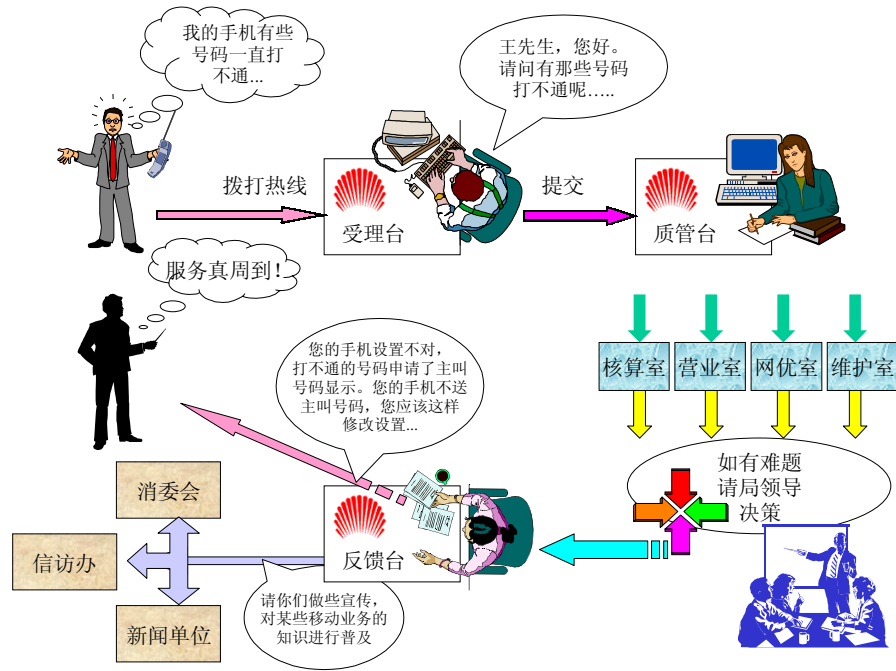 我的手机有些
号码一直打
不通...
王先生，您好。
请问有那些号码
打不通呢…..
拨打热线
受理台
提交
质管台
服务真周到！
核算室
营业室
网优室
维护室
您的手机设置不对，
打不通的号码申请了主叫
号码显示。您的手机不送
主叫号码，您应该这样
修改设置...
如有难题
请局领导
决策
消委会
信访办
新闻单位
反馈台
请你们做些宣传，
对某些移动业务的
知识进行普及